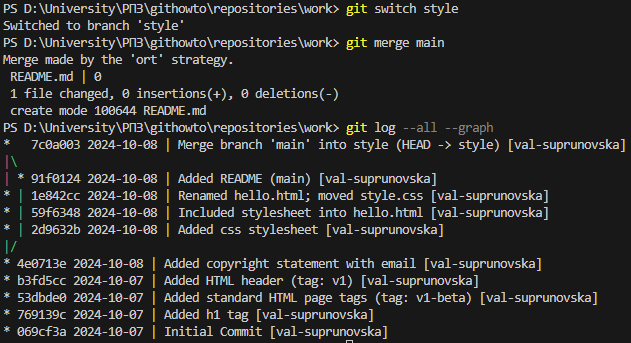 PS D:\University\РПЗ\githowto\repositories\work> git switch style
Switched to branch 'style'
PS D:\University\РПЗ\githowto\repositories\work> git merge main
Merge made by the 'ort' strategy.
 README.md | 0
 1 file changed, 0 insertions(+), 0 deletions(-)
 create mode 100644 README.md
PS D:\University\РПЗ\githowto\repositories\work> git log --all --graph
*   7c0a003 2024-10-08 | Merge branch 'main' into style (HEAD -> style) [val-suprunovska]
|\
| * 91f0124 2024-10-08 | Added README (main) [val-suprunovska]
* | 1e842cc 2024-10-08 | Renamed hello.html; moved style.css [val-suprunovska]
* | 59f6348 2024-10-08 | Included stylesheet into hello.html [val-suprunovska]
* | 2d9632b 2024-10-08 | Added css stylesheet [val-suprunovska]
|/
* 4e0713e 2024-10-08 | Added copyright statement with email [val-suprunovska]
* b3fd5cc 2024-10-07 | Added HTML header (tag: v1) [val-suprunovska]
* 53dbde0 2024-10-07 | Added standard HTML page tags (tag: v1-beta) [val-suprunovska]
* 769139c 2024-10-07 | Added h1 tag [val-suprunovska]
* 069cf3a 2024-10-07 | Initial Commit [val-suprunovska]